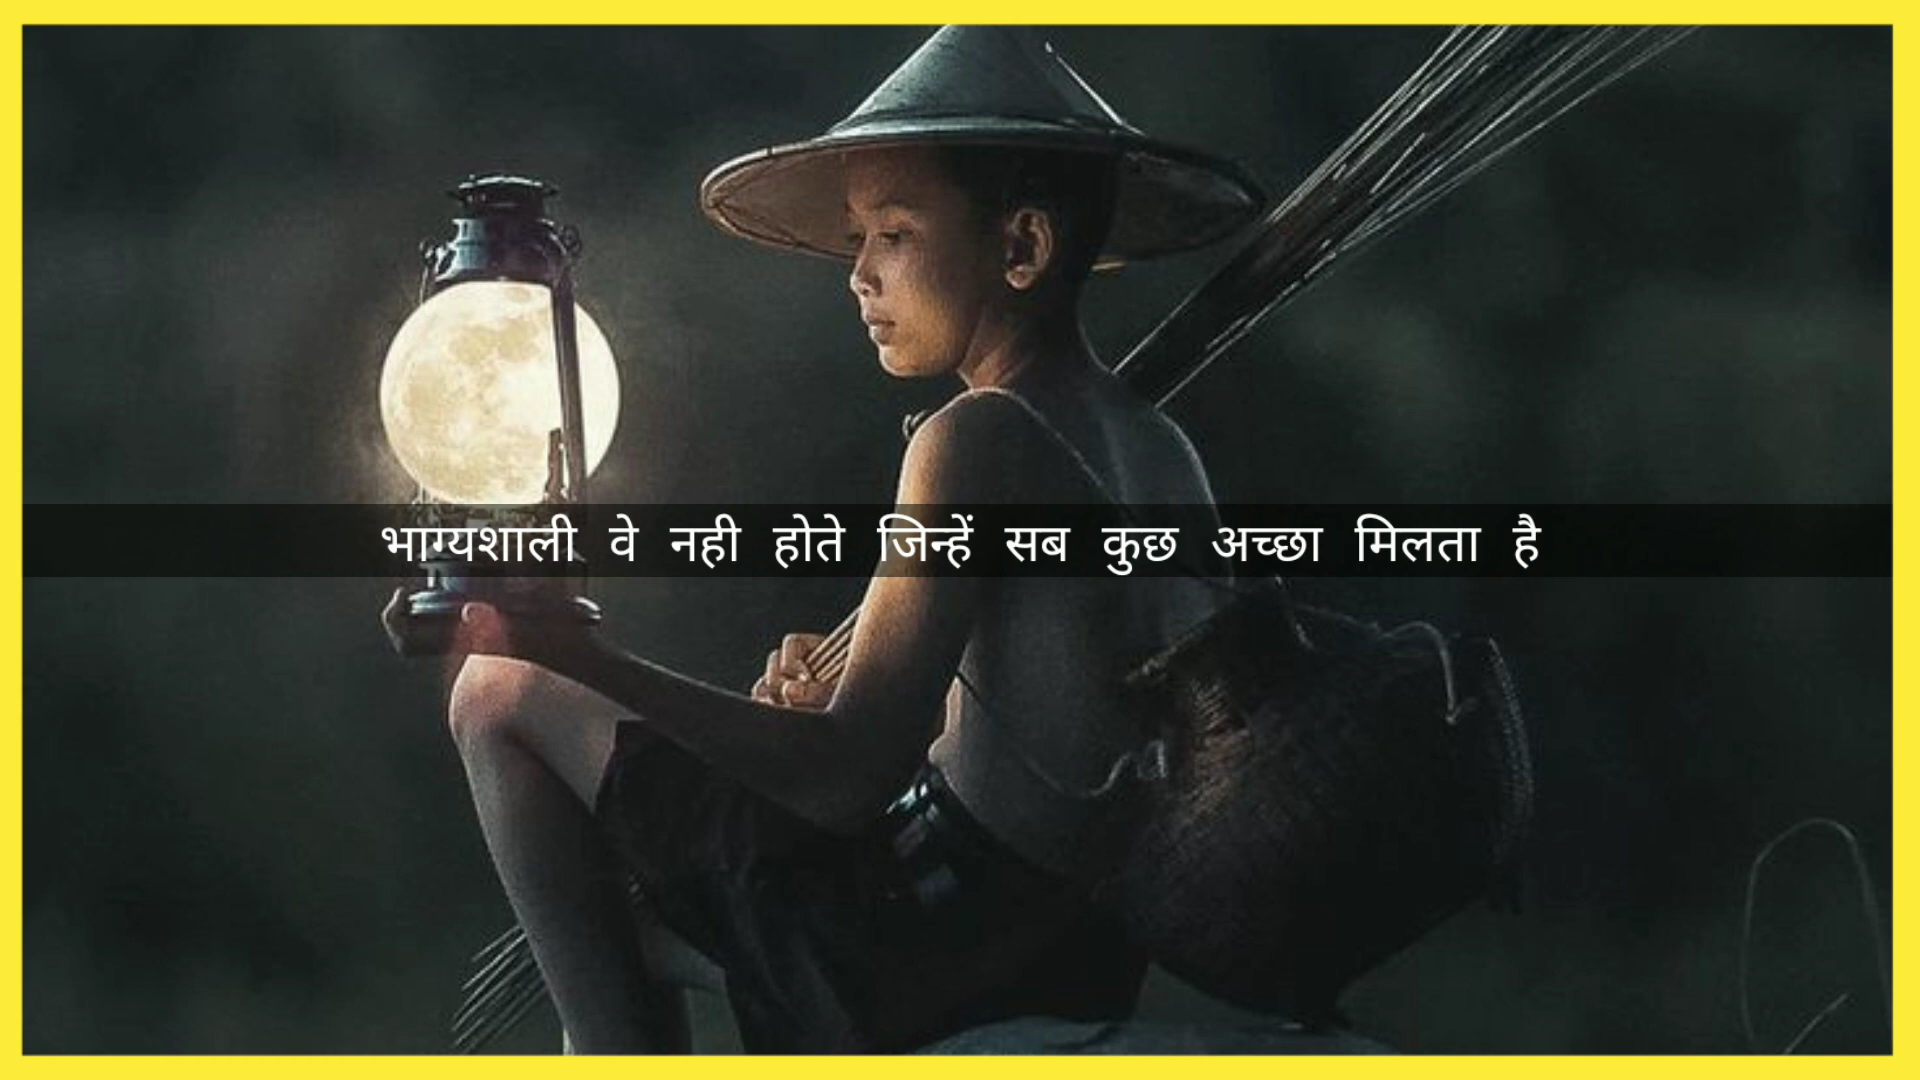 भाग्यशाली वे नही होते जिन्हें सब कुछ अच्छा मिलता है